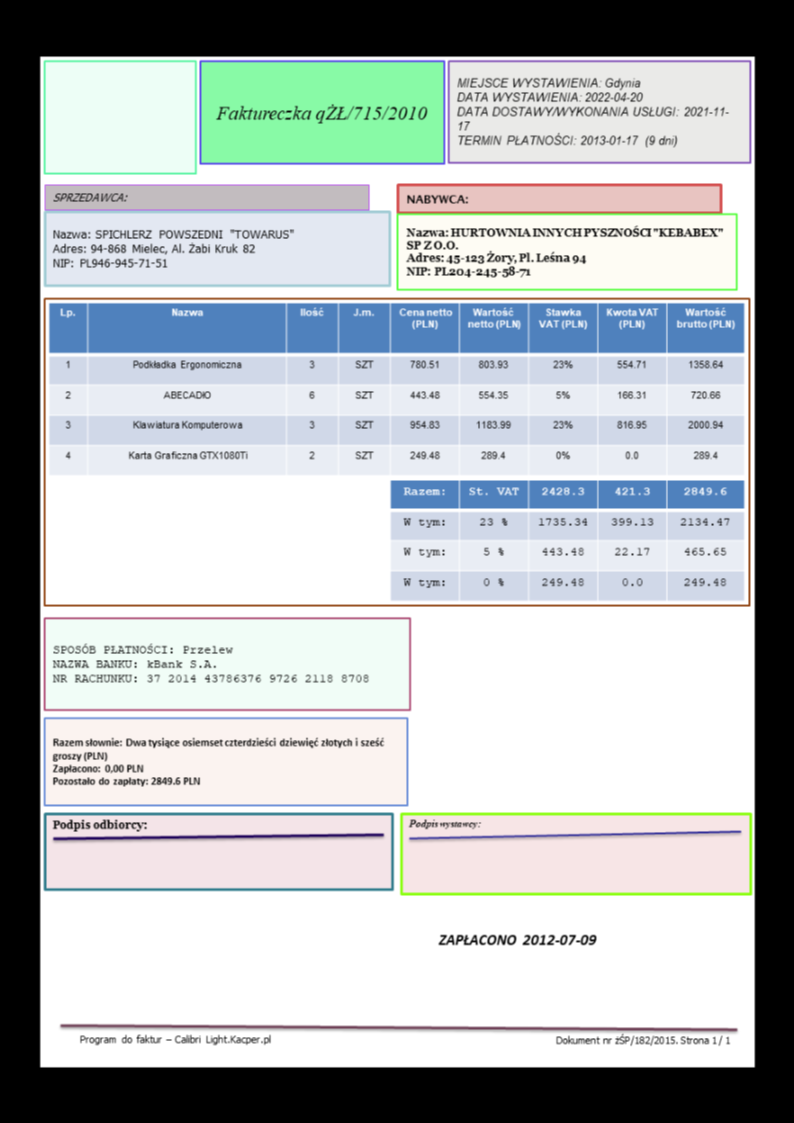 Faktureczka qŻŁ/715/2010
MIEJSCE WYSTAWIENIA: Gdynia
DATA WYSTAWIENIA: 2022-04-20
DATA DOSTAWY/WYKONANIA USŁUGI: 2021-11-
17
TERMIN PŁATNOŚCI: 2013-01-17 (9 dni)
SPRZEDAWCA:
Nazwa: SPICHLERZ POWSZEDNI "TOWARUS"
Adres: 94-868 Mielec, Al. Żabi Kruk 82
NIP: PL946-945-71-51
NABYWCA:
Nazwa: HURTOWNIA INNYCH PYSZNOŚCI "KEBABEX"
SP Z O.O.
Adres: 45-123 Żory, Pl. Leśna 94
NIP: PL204-245-58-71
Lp. Nazwa Ilość J.m. Cena netto (PLN) Wartość netto (PLN) Stawka VAT (PLN) Kwota VAT (PLN) Wartość brutto (PLN)
1 Podkładka Ergonomiczna 3 SZT 780.51 803.93 23% 554.71 1358.64
2 ABECADŁO 6 SZT 443.48 554.35 5% 166.31 720.66
3 Klawiatura Komputerowa 3 SZT 954.83 1183.99 23% 816.95 2000.94
4 Karta Graficzna GTX1080Ti 2 SZT 249.48 289.4 0% 0.0 289.4
Razem: St. VAT 2428.3 421.3 2849.6
W tym: 23 % 1735.34 399.13 2134.47
W tym: 5 % 443.48 22.17 465.65
W tym: 0 % 249.48 0.0 249.48
SPOSÓB PŁATNOŚCI: Przelew
NAZWA BANKU: kBank S.A.
NR RACHUNKU: 37 2014 43786376 9726 2118 8708
Razem słownie: Dwa tysiące osiemset czterdzieści dziewięć złotych i sześć
groszy (PLN)
Zapłacono: 0,00 PLN
Pozostało do zapłaty: 2849.6 PLN
Podpis odbiorcy:
Podpis wystawcy:
ZAPŁACONO 2012-07-09
Program do faktur – Calibri Light.Kacper.pl
Dokument nr żŚP/182/2015. Strona 1/ 1